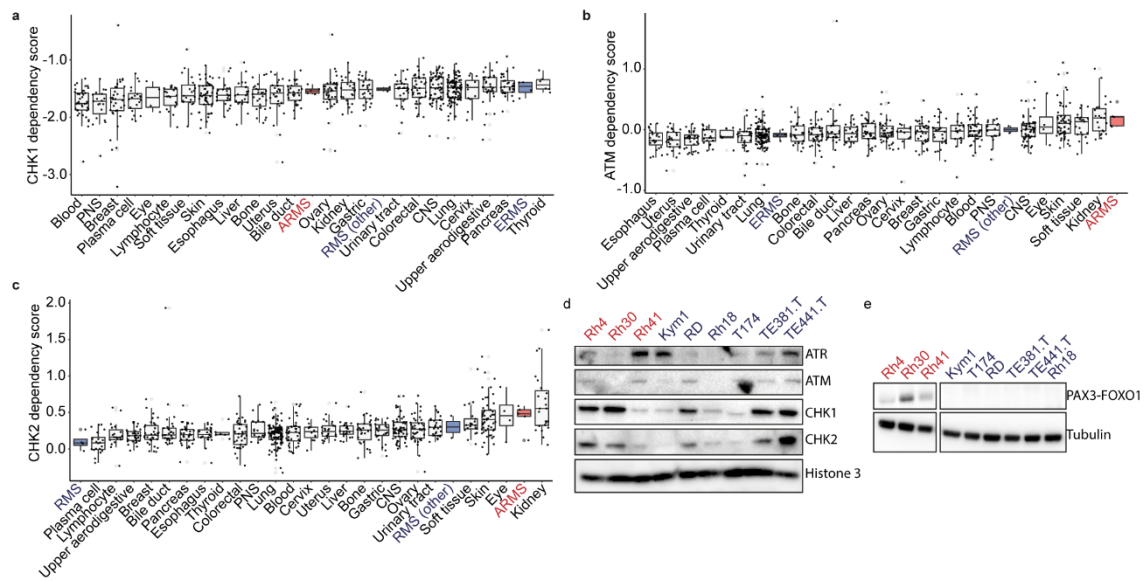 a
CHK1 dependency score
-1.0
-2.0
-3.0
Blood
PNS
Breast
Plasma cell
Eye
Lymphocyte
Soft tissue
Skin
Esophagus
Liver
Bone
Uterus
Bile duct
ARMS
Ovary
Kidney
Gastric
RMS (other)
Urinary tract
Colorectal
CNS
Lung
Cervix
Upper aerodigestive
Pancreas
ERMS
Thyroid
b
ATM dependency score
1.0
0.0
-1.0
Esophagus
Uterus
Upper aerodigestive
Plasma cell
Thyroid
Urinary tract
Lung
ERMS
Bone
Colorectal
Bile duct
Liver
Pancreas
Ovary
Cervix
Breast
Gastric
Lymphocyte
Blood
PNS
RMS (other)
CNS
Eye
Skin
Soft tissue
Kidney
ARMS
c
CHK2 dependency score
2.0
1.5
1.0
0.5
0.0
RMS
Plasma cell
Lymphocyte
Upper aerodigestive
Breast
Bile duct
Pancreas
Esophagus
Thyroid
Colorectal
PNS
Lung
Blood
Cervix
Uterus
Liver
Bone
Gastric
CNS
Ovary
Urinary tract
RMS (other)
Soft tissue
Skin
Eye
ARMS
Kidney
d
Rh4
Rh30
Rh41
Kym1
RD
Rh18
T174
TE381.T
TE441.T
ATR
ATM
CHK1
CHK2
Histone 3
e
Rh4
Rh30
Rh41
Kym1
T174
RD
TE381.T
TE441.T
Rh18
PAX3-FOXO1
Tubulin